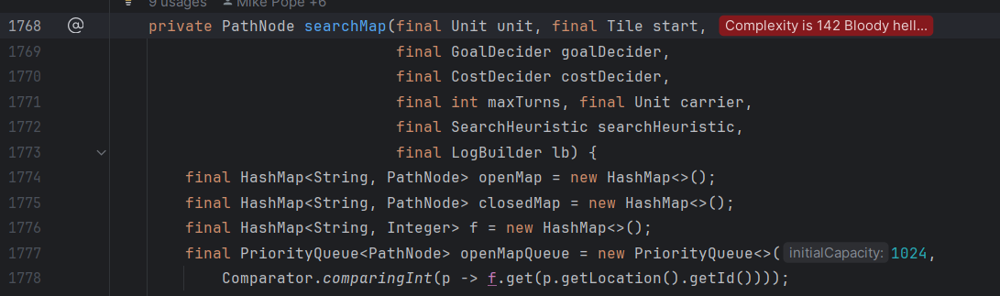 9 usages Mike Pope +6
1768 @ private PathNode searchMap(final Unit unit, final Tile start, Complexity is 142 Bloody hell...
1769 final GoalDecider goalDecider,
1770 final CostDecider costDecider,
1771 final int maxTurns, final Unit carrier,
1772 final SearchHeuristic searchHeuristic,
1773 final LogBuilder lb) {
1774 final HashMap<String, PathNode> openMap = new HashMap<>();
1775 final HashMap<String, PathNode> closedMap = new HashMap<>();
1776 final HashMap<String, Integer> f = new HashMap<>();
1777 final PriorityQueue<PathNode> openMapQueue = new PriorityQueue<>( initialCapacity: 1024,
1778 Comparator.comparingInt(p -> f.get(p.getLocation().getId())));